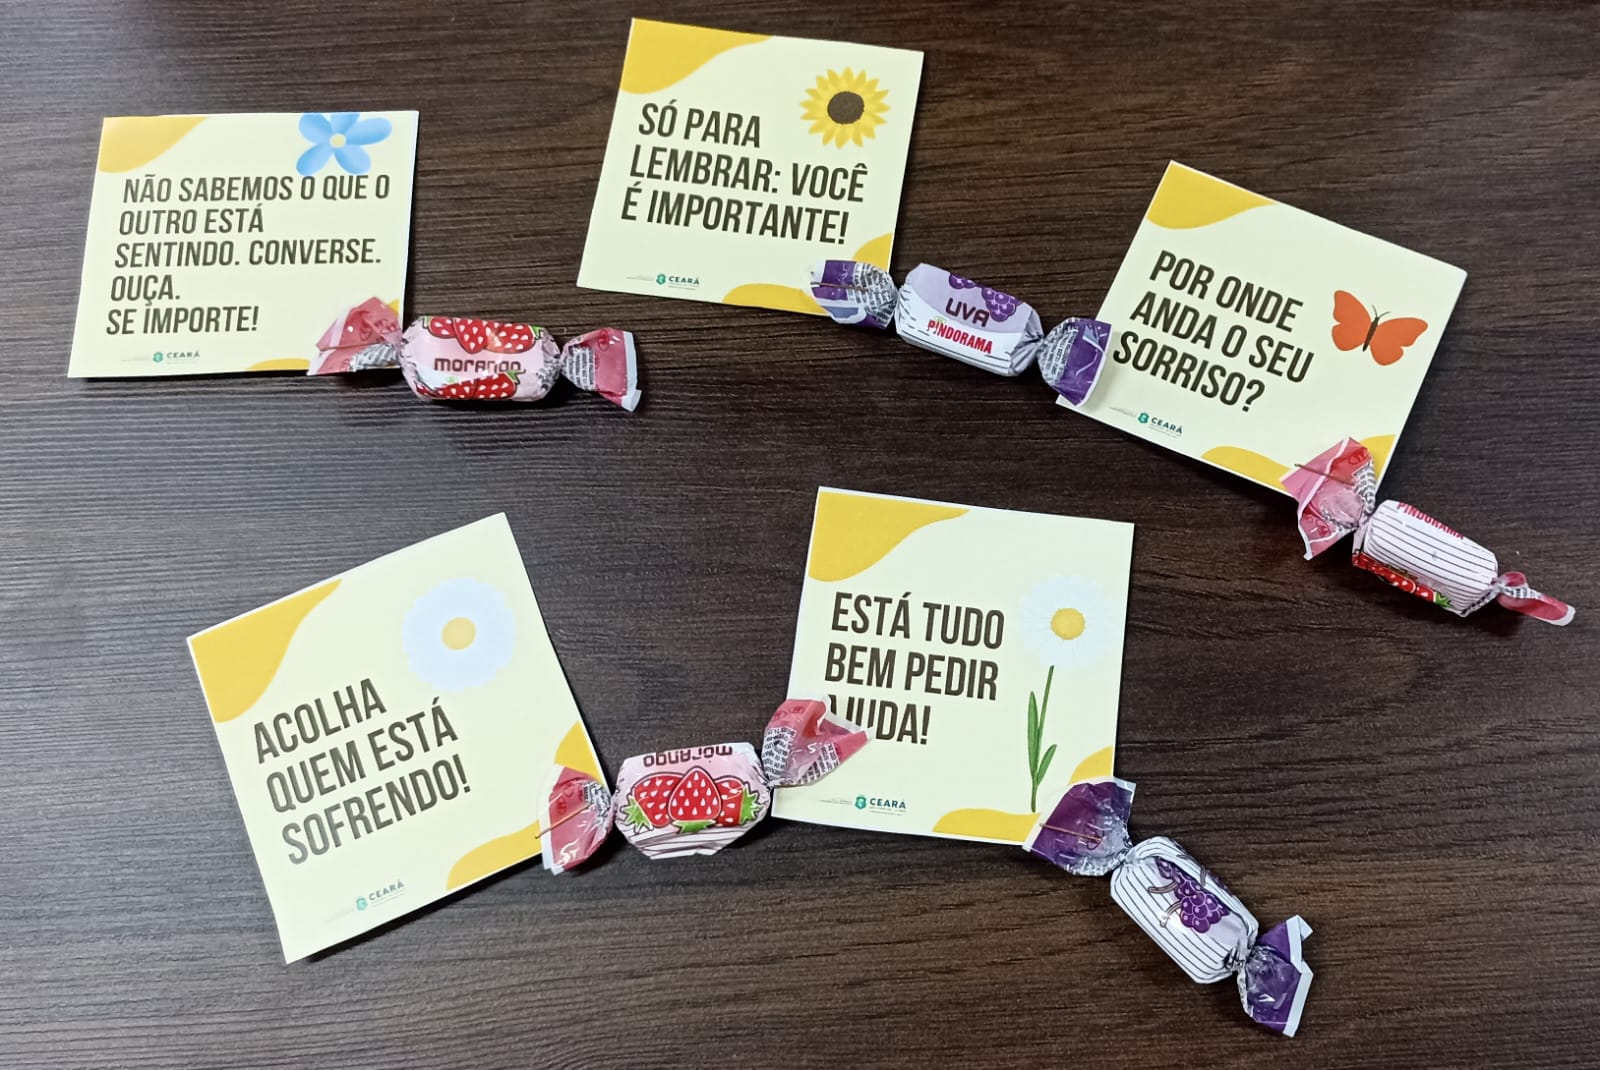 NÃO SABEMOS O QUE O
OUTRO ESTÁ
SENTINDO. CONVERSE.
OUÇA.
SE IMPORTE!
CEARÁ
morango
SÓ PARA
LEMBRAR: VOCÊ
É IMPORTANTE!
CEARÁ
UVA
PINDORAMA
POR ONDE
ANDA O SEU
SORRISO?
CEARÁ
PINDORAMA
ACOLHA
QUEM ESTÁ
SOFRENDO!
CEARÁ
morango
ESTÁ TUDO
BEM PEDIR
AJUDA!
CEARÁ